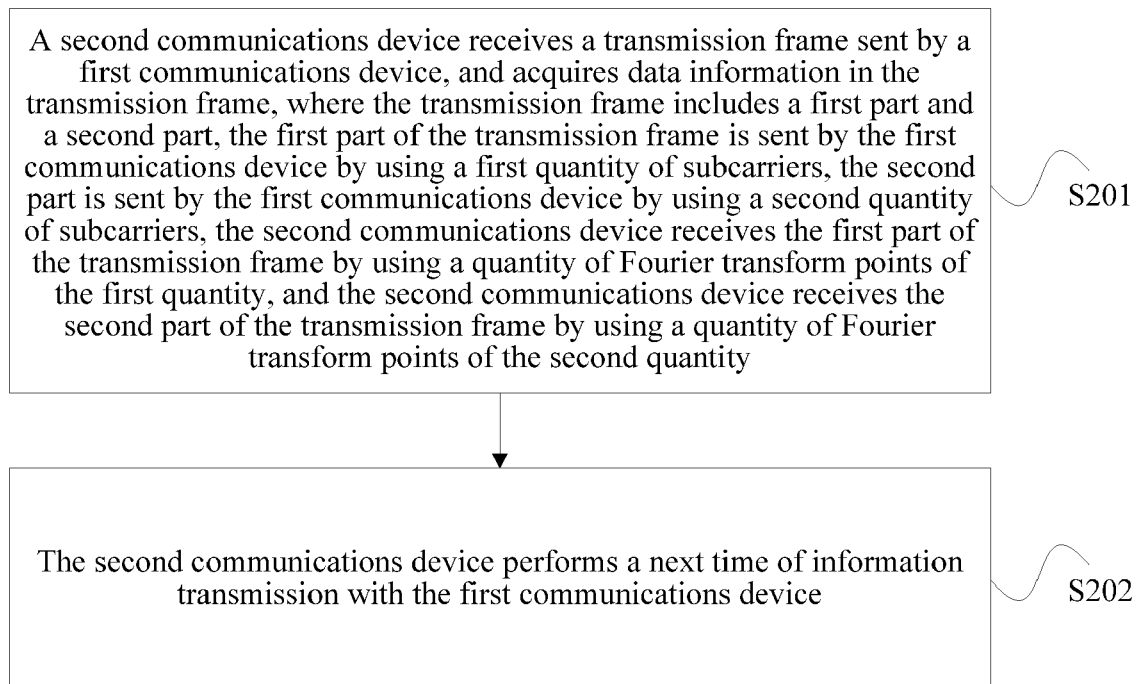 A second communications device receives a transmission frame sent by a
first communications device, and acquires data information in the
transmission frame, where the transmission frame includes a first part and
a second part, the first part of the transmission frame is sent by the first
communications device by using a first quantity of subcarriers, the second
part is sent by the first communications device by using a second quantity
of subcarriers, the second communications device receives the first part of
the transmission frame by using a quantity of Fourier transform points of
the first quantity, and the second communications device receives the
second part of the transmission frame by using a quantity of Fourier
transform points of the second quantity
S201
The second communications device performs a next time of information
transmission with the first communications device
S202